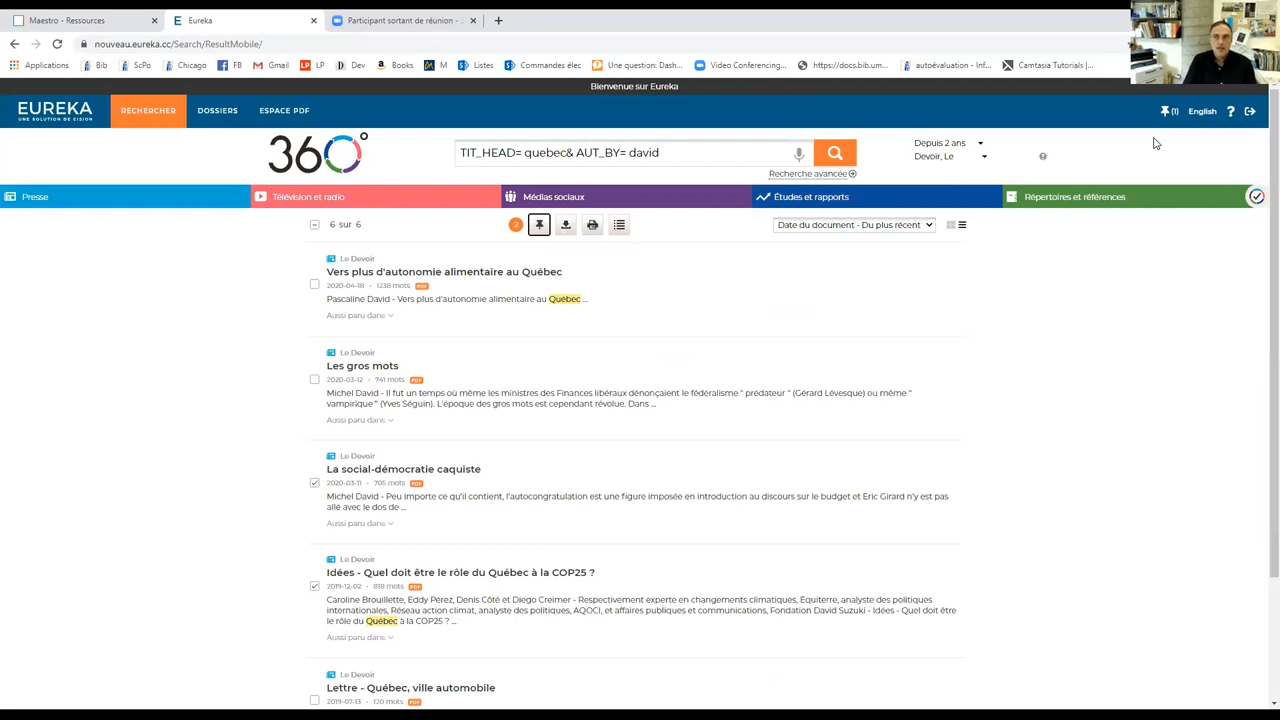 Maestro - Ressources
Eureka
Participant sortant de réunion -
nouveau.eureka.cc/Search/ResultMobile/
Applications Bib ScPo Chicago FB Gmail LP LP Dev Books M Listes Commandes élec Une question: Dash... Video Conferencing... https://docs.bib.um... autoévaluation - Inf... Camtasia Tutorials |...
Bienvenue sur Eureka
EUREKA
UNE SOLUTION DE CISION
RECHERCHER DOSSIERS ESPACE PDF
(1) English
360°
TIT_HEAD= quebec& AUT_BY= david
Recherche avancée
Depuis 2 ans
Devoir, Le
Presse Télévision et radio Médias sociaux Études et rapports Répertoires et références
6 sur 6
2
Date du document - Du plus récent
Le Devoir
Vers plus d'autonomie alimentaire au Québec
2020-04-18 • 1238 mots PDF
Pascaline David - Vers plus d'autonomie alimentaire au Québec ...
Aussi paru dans
Le Devoir
Les gros mots
2020-03-12 • 741 mots PDF
Michel David - Il fut un temps où même les ministres des Finances libéraux dénonçaient le fédéralisme " prédateur " (Gérard Lévesque) ou même "
vampirique " (Yves Séguin). L'époque des gros mots est cependant révolue. Dans ...
Aussi paru dans
Le Devoir
La social-démocratie caquiste
2020-03-11 • 705 mots PDF
Michel David - Peu importe ce qu'il contient, l'autocongratulation est une figure imposée en introduction au discours sur le budget et Eric Girard n'y est pas
allé avec le dos de ...
Aussi paru dans
Le Devoir
Idées - Quel doit être le rôle du Québec à la COP25 ?
2019-12-02 • 818 mots PDF
Caroline Brouillette, Eddy Pérez, Denis Côté et Diego Creimer - Respectivement experte en changements climatiques, Équiterre, analyste des politiques
internationales, Réseau action climat, analyste des politiques, AQOCI, et affaires publiques et communications, Fondation David Suzuki - Idées - Quel doit être
le rôle du Québec à la COP25 ? ...
Aussi paru dans
Le Devoir
Lettre - Québec, ville automobile
2019-07-13 • 120 mots PDF